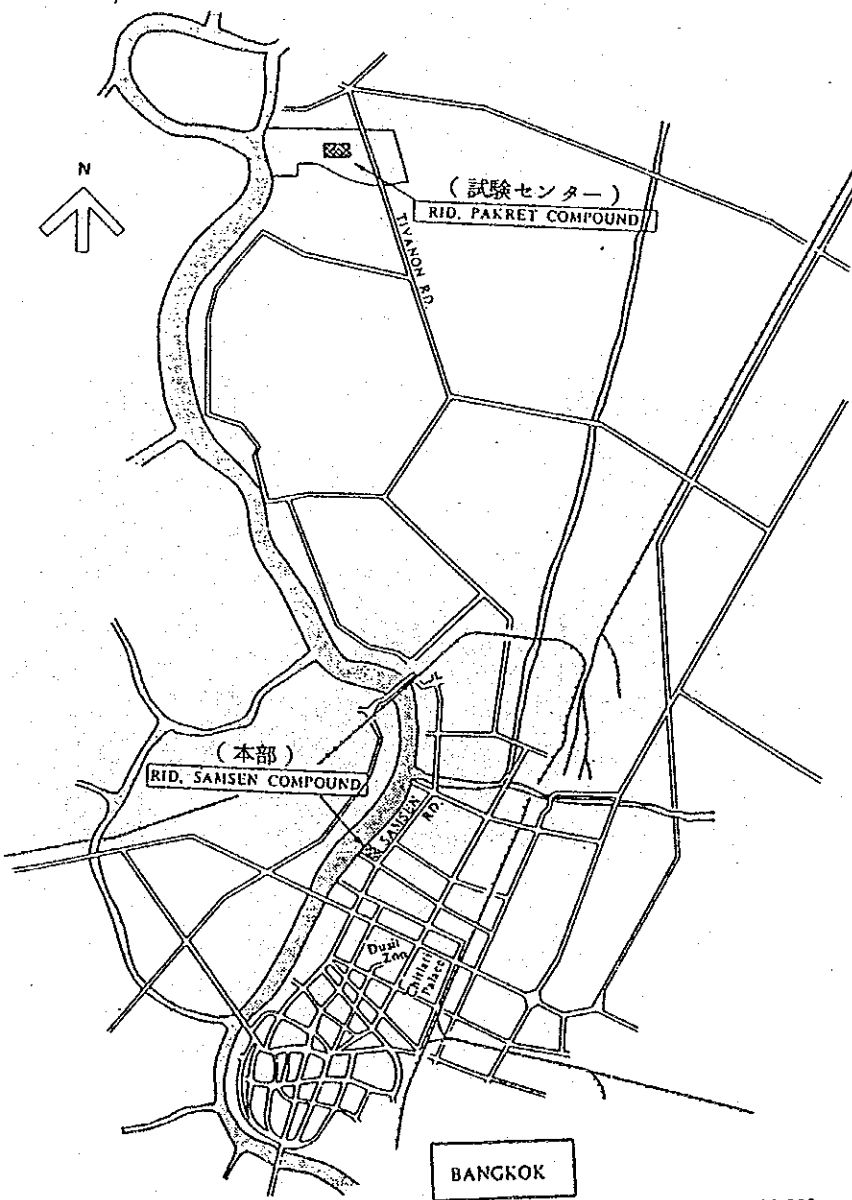 N
(試験センター)
RID. PAKRET COMPOUND
TIVANON RD.
(本部)
RID. SAMSEN COMPOUND
SAMSEN RD.
Dusit
Zoo
Chitlati
Palace
BANGKOK